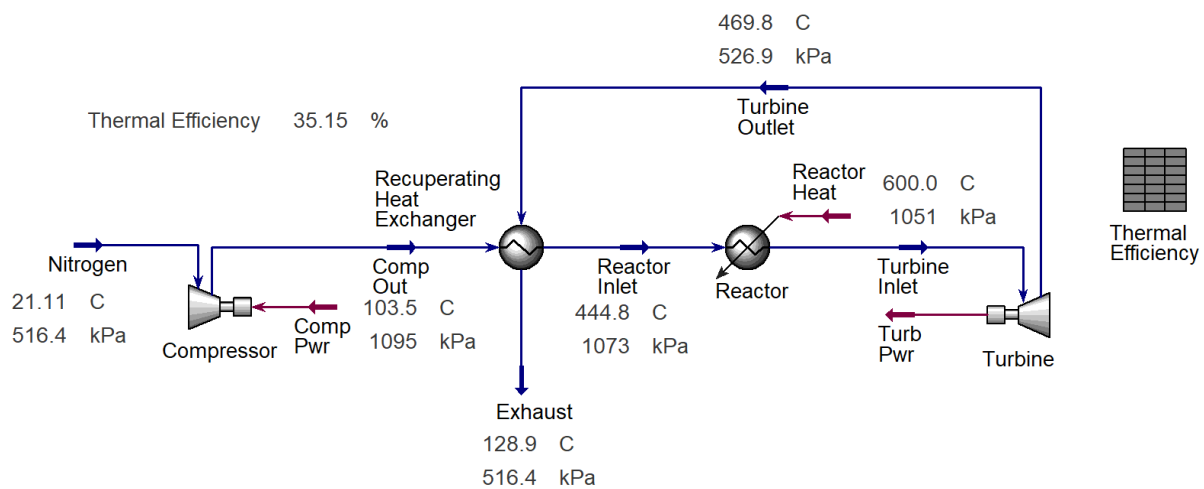 469.8 C
526.9 kPa
Turbine
Outlet
Thermal Efficiency 35.15 %
Recuperating
Heat
Exchanger
Reactor
Heat
600.0 C
1051 kPa
Thermal
Efficiency
Nitrogen
21.11 C
516.4 kPa
Compressor
Comp
Pwr
Comp
Out
103.5 C
1095 kPa
Reactor
Inlet
444.8 C
1073 kPa
Reactor
Turbine
Inlet
Turb
Pwr
Turbine
Exhaust
128.9 C
516.4 kPa